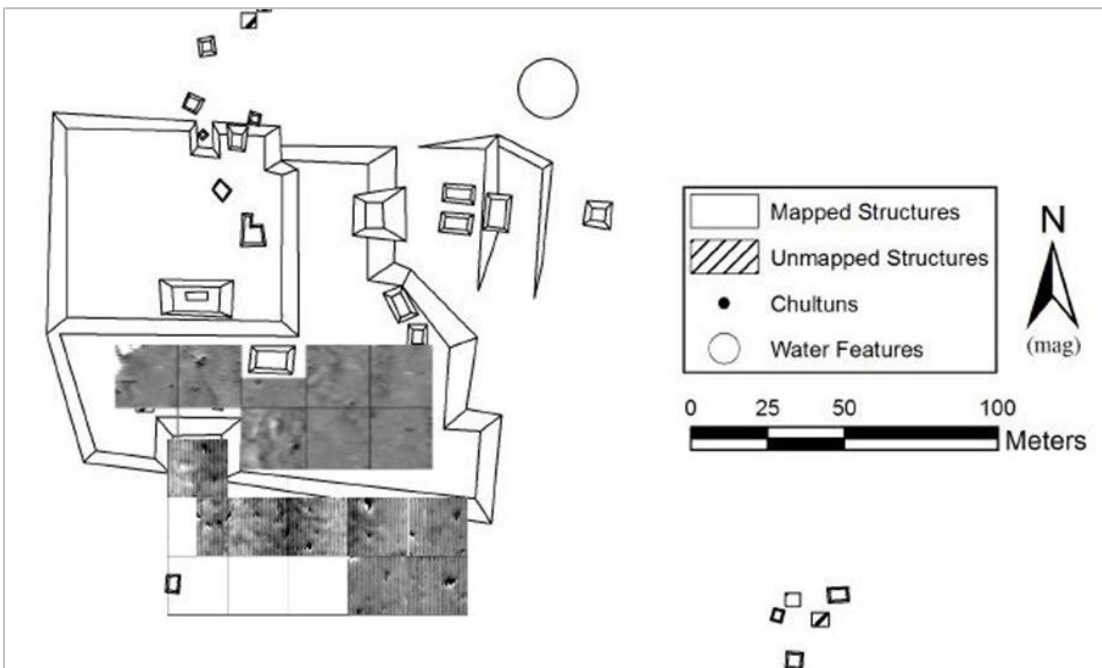 Mapped Structures
Unmapped Structures
Chultuns
Water Features
N
(mag)
0 25 50 100
Meters